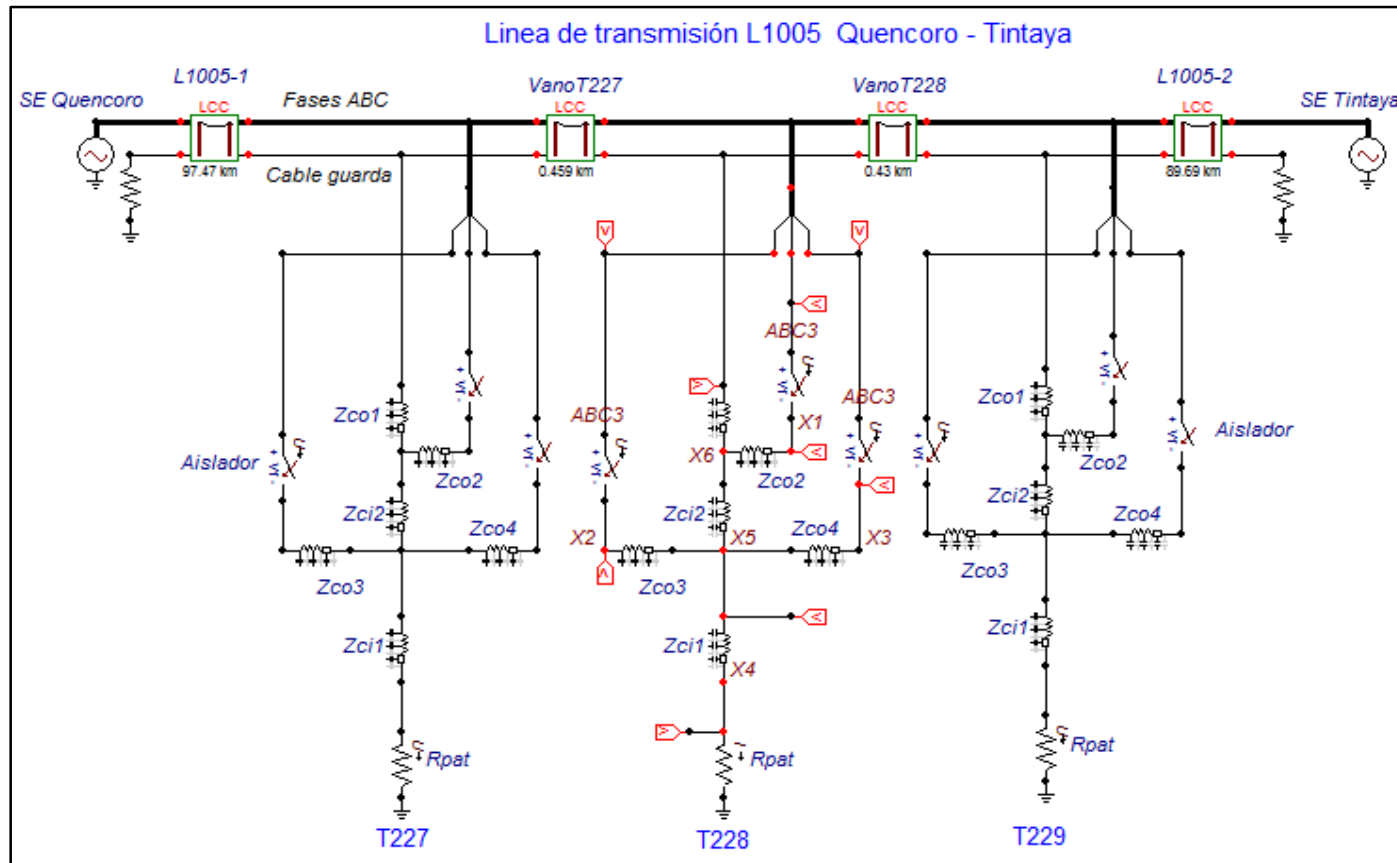 Linea de transmisión L1005 Quencoro - Tintaya
L1005-1
VanoT227
VanoT228
L1005-2
SE Quencoro
LCC
Fases ABC
LCC
LCC
LCC
SE Tintaya
97.47 km
Cable guarda
0.459 km
0.43 km
89.69 km
V
V
A
ABC3
V
Zco1
ABC3
ABC3
Zco1
Aislador
X1
Aislador
X6
A
Zco2
Zco2
Zco2
A
Zci2
Zci2
Zci2
Zco4
Zco4
Zco4
X2
X5
X3
Zco3
Zco3
Zco3
Zci1
Zci1
Zci1
X4
Rpat
Rpat
Rpat
T227
T228
T229